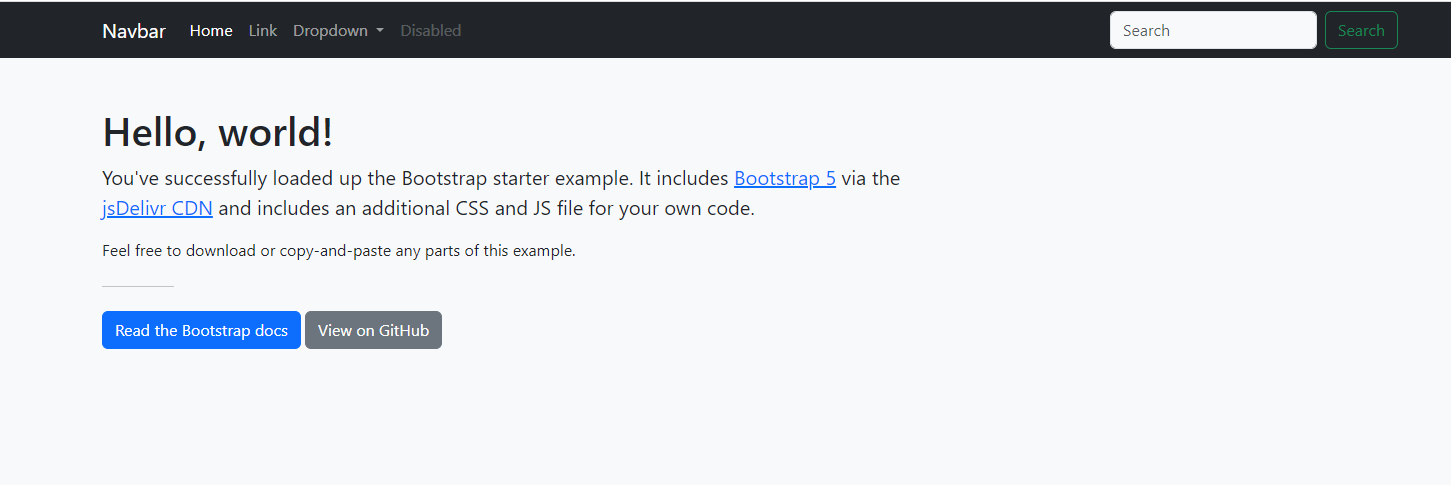 Navbar Home Link Dropdown Disabled Search Search
Hello, world!
You've successfully loaded up the Bootstrap starter example. It includes Bootstrap 5 via the
jsDelivr CDN and includes an additional CSS and JS file for your own code.
Feel free to download or copy-and-paste any parts of this example.
Read the Bootstrap docs View on GitHub